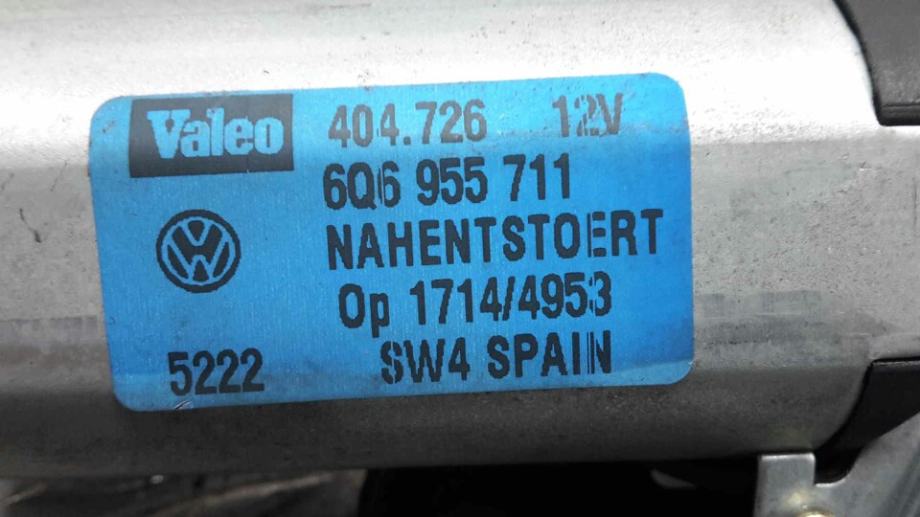 Valeo 404.726 12V
6Q6 955 711
NAHENTSTOERT
Op 1714/4953
5222 SW4 SPAIN